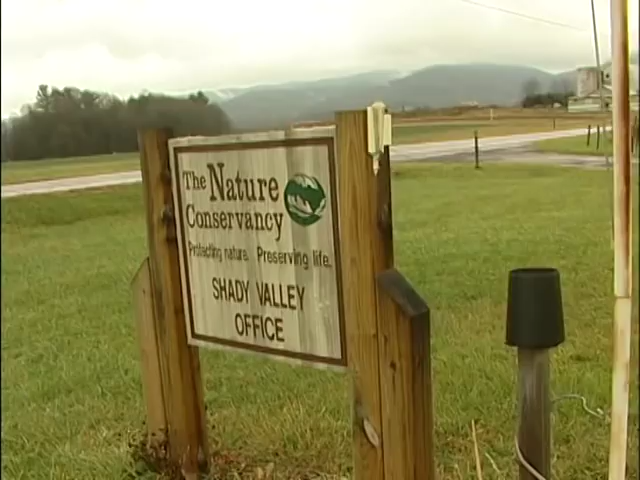 The Nature
Conservancy
Protecting nature. Preserving life.
SHADY VALLEY
OFFICE